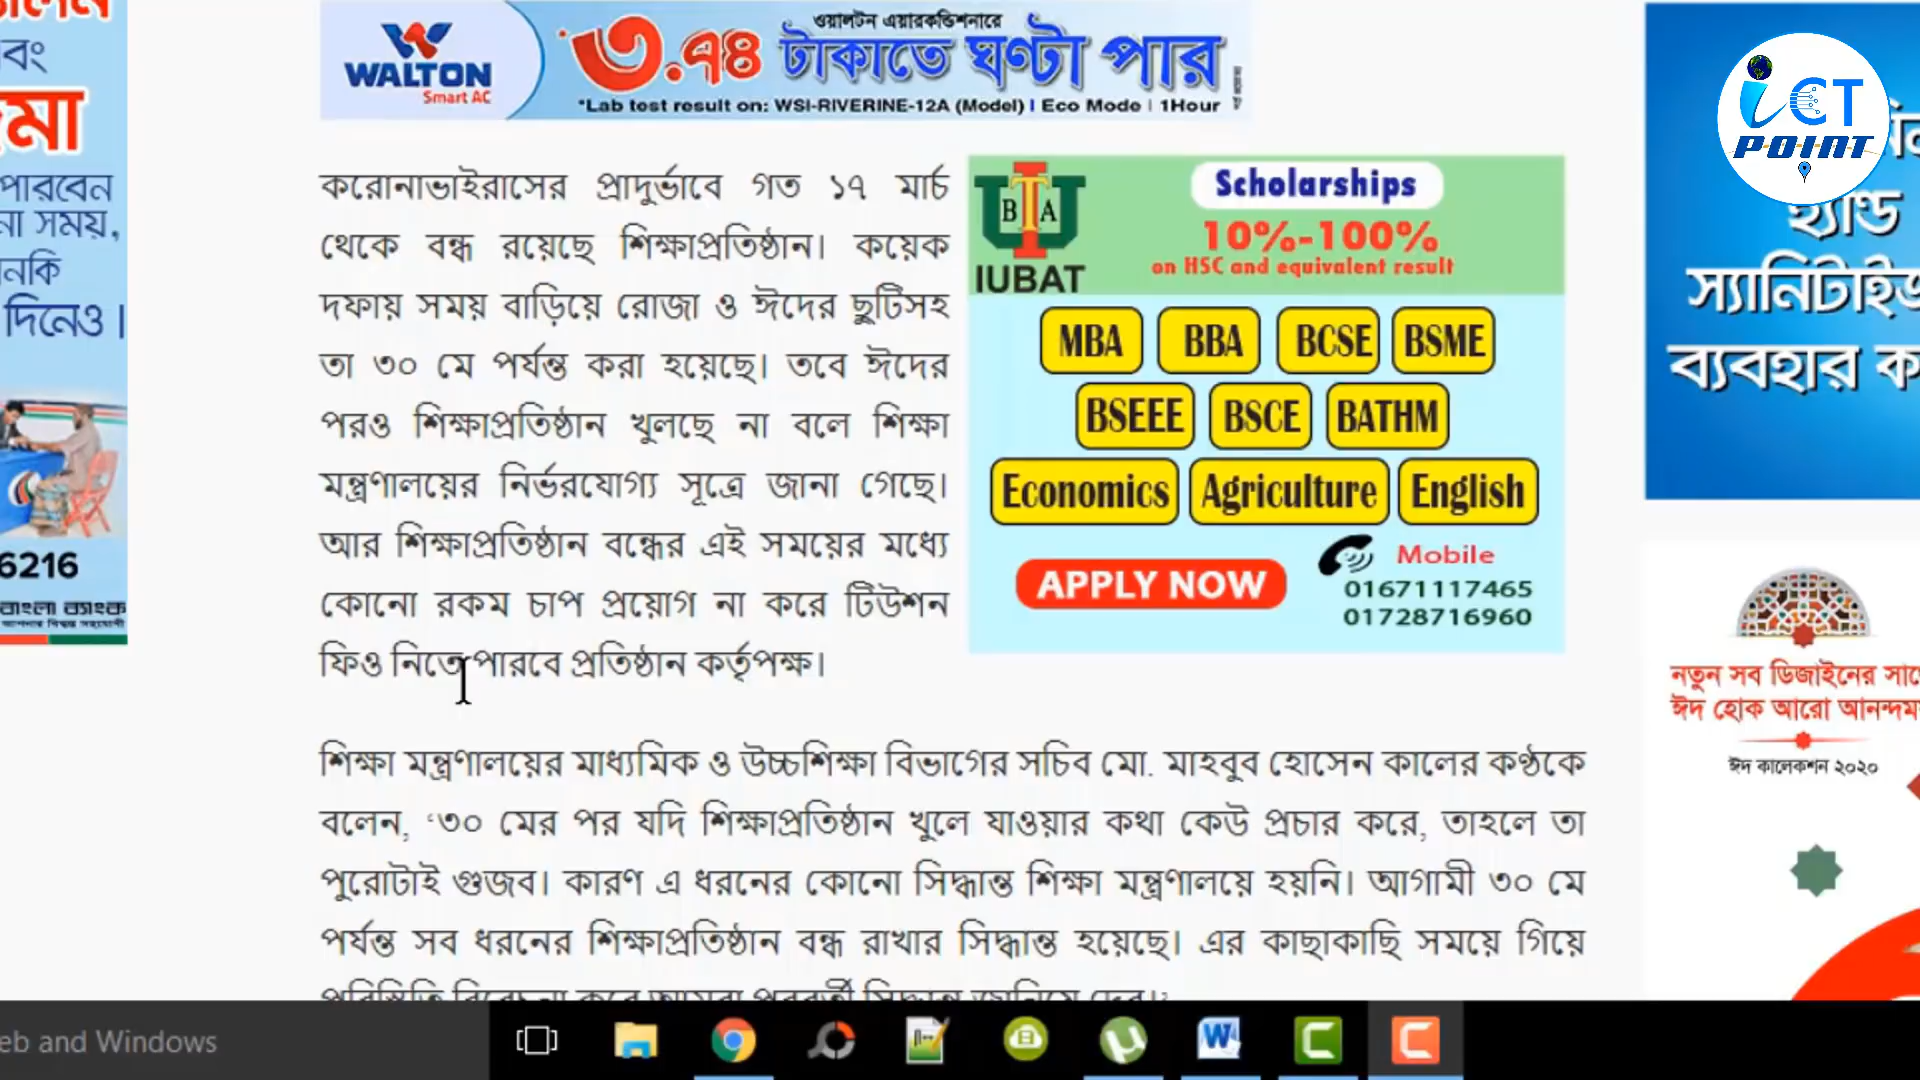 ওয়ালটন এয়ারকন্ডিশনারে
WALTON
Smart AC
৩.৭৪ টাকাতে ঘণ্টা পার
*Lab test result on: WSI-RIVERINE-12A (Model) | Eco Mode | 1Hour
iCT
POINT
পারবেন
সময়,
দিনেও।
6216
বাংলা ব্যাংক
করোনাভাইরাসের প্রাদুর্ভাবে গত ১৭ মার্চ
থেকে বন্ধ রয়েছে শিক্ষাপ্রতিষ্ঠান। কয়েক
দফায় সময় বাড়িয়ে রোজা ও ঈদের ছুটিসহ
তা ৩০ মে পর্যন্ত করা হয়েছে। তবে ঈদের
পরও শিক্ষাপ্রতিষ্ঠান খুলছে না বলে শিক্ষা
মন্ত্রণালয়ের নির্ভরযোগ্য সূত্রে জানা গেছে।
আর শিক্ষাপ্রতিষ্ঠান বন্ধের এই সময়ের মধ্যে
কোনো রকম চাপ প্রয়োগ না করে টিউশন
ফিও নিতে পারবে প্রতিষ্ঠান কর্তৃপক্ষ।
IUBAT
Scholarships
10%-100%
on HSC and equivalent result
MBA BBA BCSE BSME
BSEEE BSCE BATHM
Economics Agriculture English
APPLY NOW
Mobile
01671117465
01728716960
হ্যান্ড
ব্যবহার
নতুন সব ডিজাইনের
ঈদ হোক আরো
ঈদ কালেকশন ২০২০
শিক্ষা মন্ত্রণালয়ের মাধ্যমিক ও উচ্চশিক্ষা বিভাগের সচিব মো. মাহবুব হোসেন কালের কণ্ঠকে
বলেন, ‘৩০ মের পর যদি শিক্ষাপ্রতিষ্ঠান খুলে যাওয়ার কথা কেউ প্রচার করে, তাহলে তা
পুরোটাই গুজব। কারণ এ ধরনের কোনো সিদ্ধান্ত শিক্ষা মন্ত্রণালয়ে হয়নি। আগামী ৩০ মে
পর্যন্ত সব ধরনের শিক্ষাপ্রতিষ্ঠান বন্ধ রাখার সিদ্ধান্ত হয়েছে। এর কাছাকাছি সময়ে গিয়ে
পরিস্থিতি বিবেচনা করে আমরা পরবর্তী সিদ্ধান্ত জানিয়ে দেব।’
eb and Windows